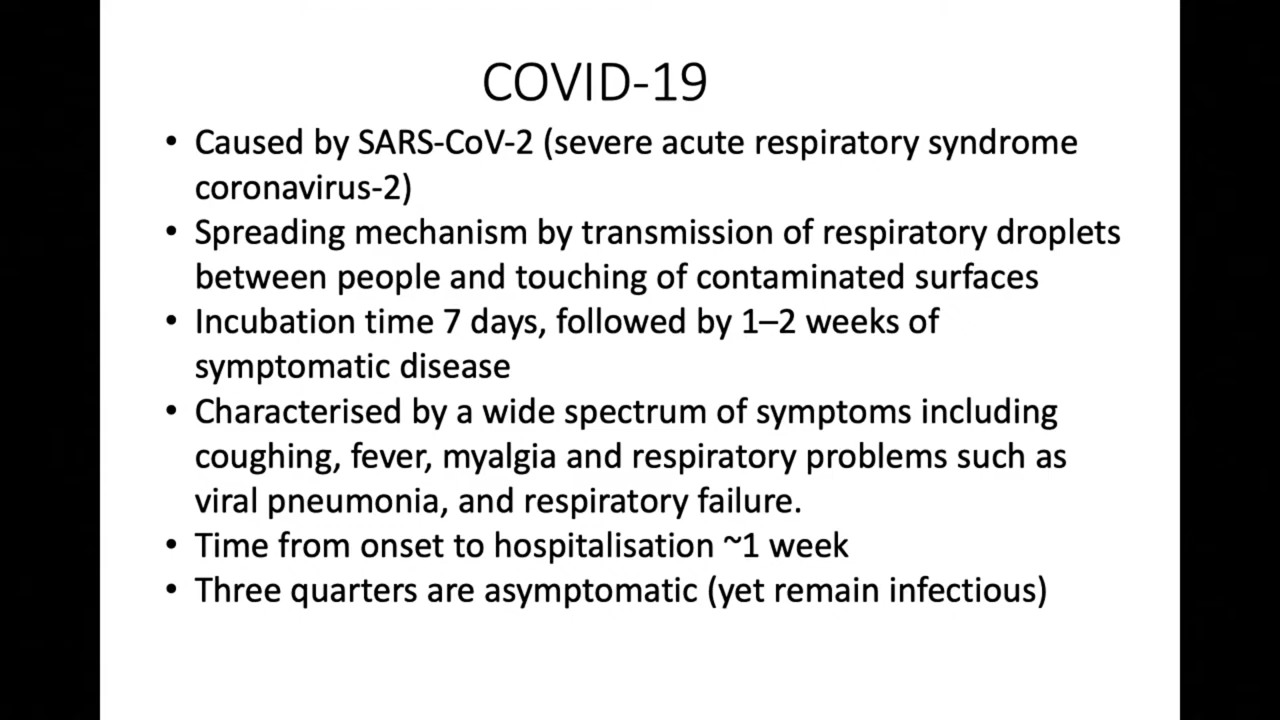 COVID-19
• Caused by SARS-CoV-2 (severe acute respiratory syndrome
coronavirus-2)
• Spreading mechanism by transmission of respiratory droplets
between people and touching of contaminated surfaces
• Incubation time 7 days, followed by 1–2 weeks of
symptomatic disease
• Characterised by a wide spectrum of symptoms including
coughing, fever, myalgia and respiratory problems such as
viral pneumonia, and respiratory failure.
• Time from onset to hospitalisation ~1 week
• Three quarters are asymptomatic (yet remain infectious)